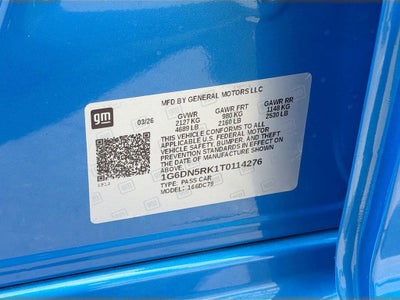 MFD BY GENERAL MOTORS LLC
gm
03/26
GVWR GAWR FRT GAWR RR
2127 KG 980 KG 1148 KG
4689 LB 2160 LB 2530 LB
THIS VEHICLE CONFORMS TO ALL
APPLICABLE U.S. FEDERAL MOTOR
VEHICLE SAFETY, BUMPER, AND THEFT
PREVENTION STANDARDS IN EFFECT ON
THE DATE OF MANUFACTURE SHOWN
ABOVE.
1G6DN5RK1T0114276
TYPE: PASS CAR
MODEL: 166DC79